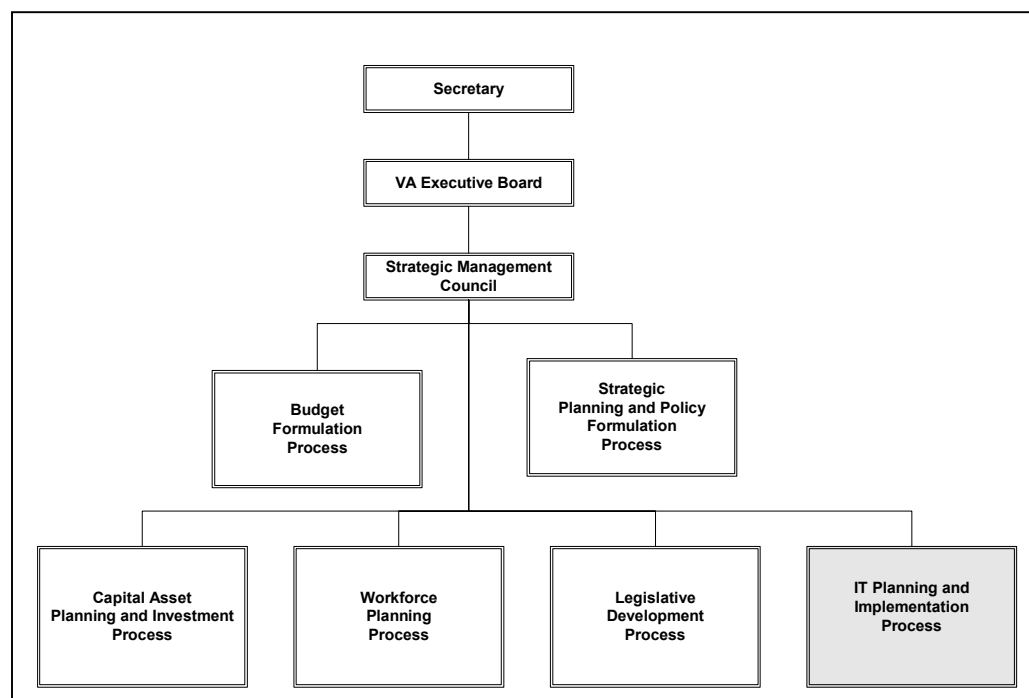 Secretary
VA Executive Board
Strategic Management
Council
Budget
Formulation
Process
Strategic
Planning and Policy
Formulation
Process
Capital Asset
Planning and Investment
Process
Workforce
Planning
Process
Legislative
Development
Process
IT Planning and
Implementation
Process